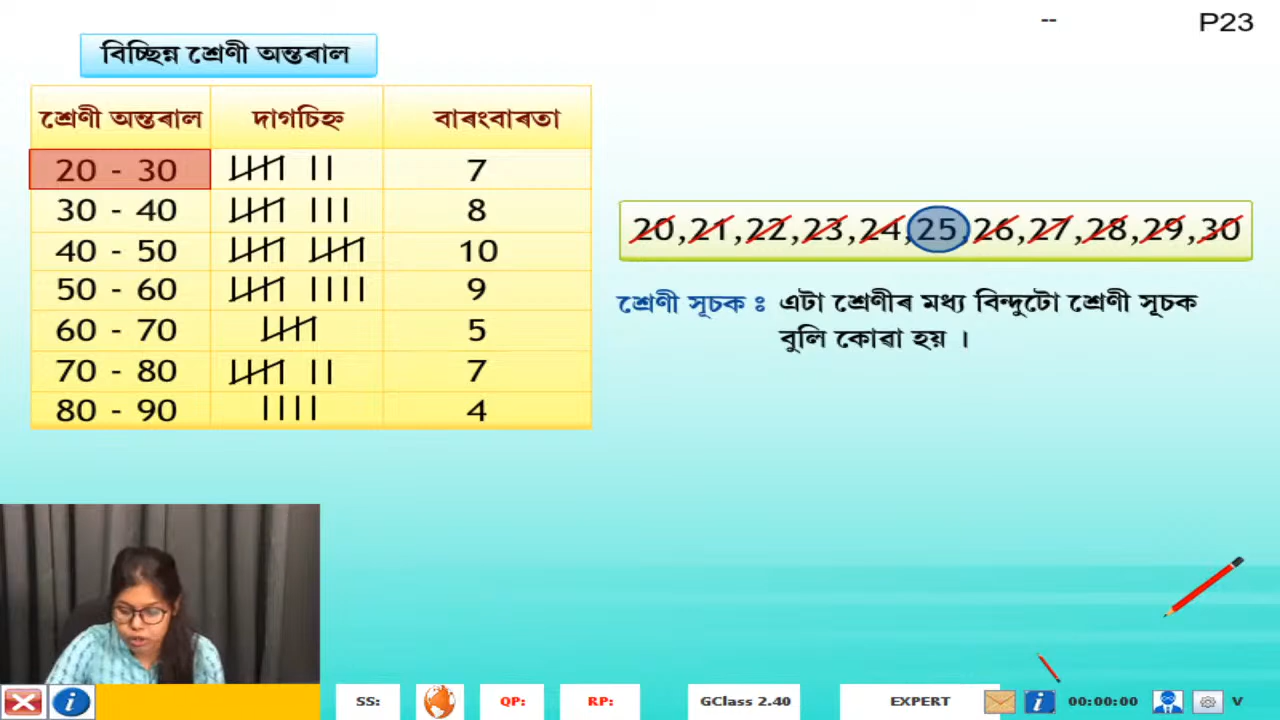 -- P23
বিচ্ছিন্ন শ্ৰেণী অন্তৰাল
শ্ৰেণী অন্তৰাল দাগচিহ্ন বাৰংবাৰতা
20 - 30 7
30 - 40 8
40 - 50 10
50 - 60 9
60 - 70 5
70 - 80 7
80 - 90 4
20, 21, 22, 23, 24, 25, 26, 27, 28, 29, 30
শ্ৰেণী সূচক : এটা শ্ৰেণীৰ মধ্য বিন্দুটো শ্ৰেণী সূচক
বুলি কোৱা হয় ।
SS: QP: RP: GClass 2.40 EXPERT 00:00:00 V